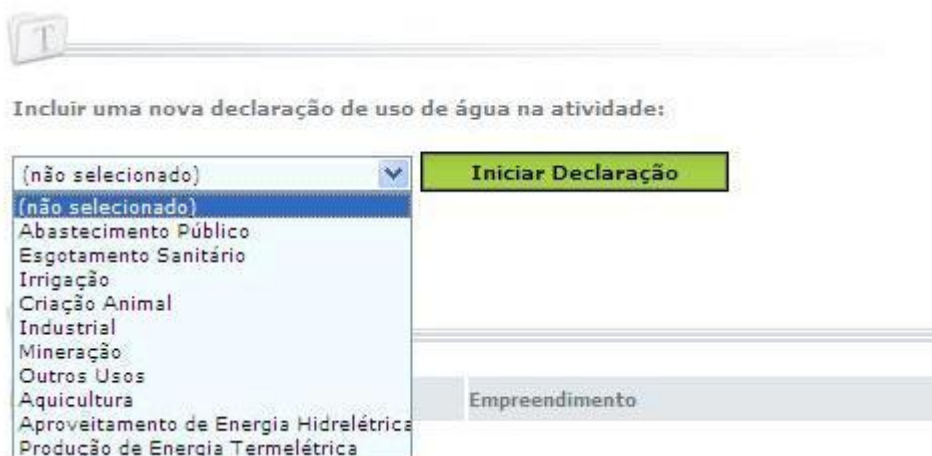 T
Incluir uma nova declaração de uso de água na atividade:
(não selecionado)
Iniciar Declaração
(não selecionado)
Abastecimento Público
Esgotamento Sanitário
Irrigação
Criação Animal
Industrial
Mineração
Outros Usos
Aquicultura
Empreendimento
Aproveitamento de Energia Hidrelétrica
Produção de Energia Termelétrica